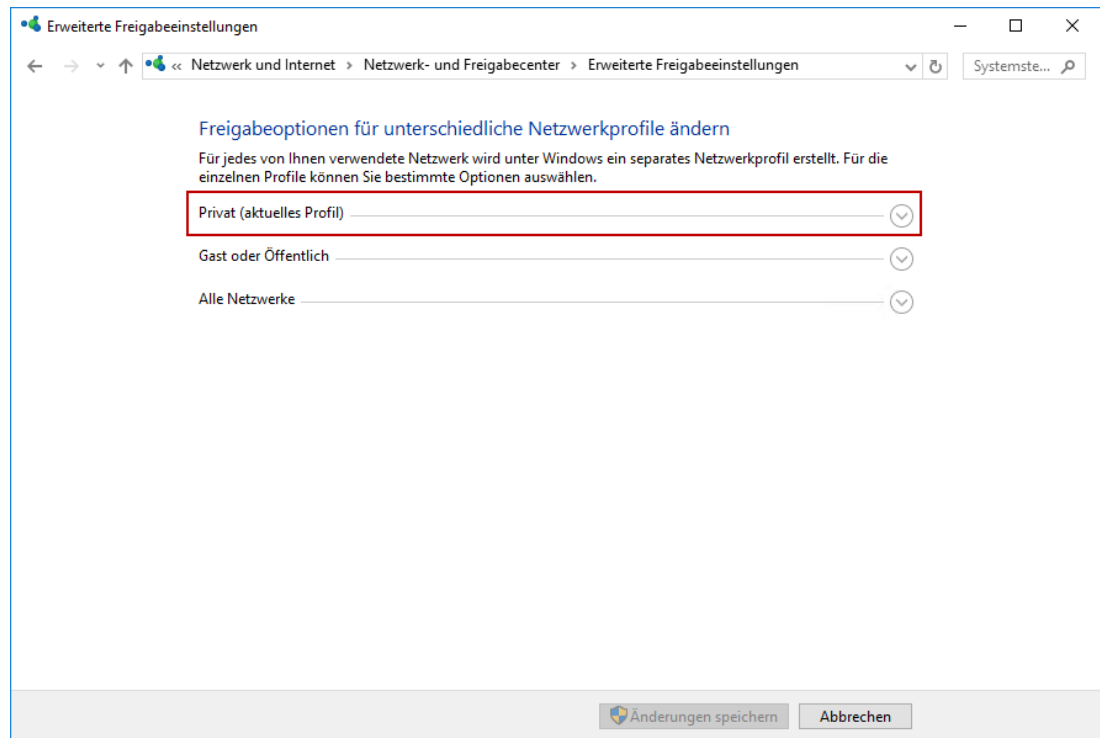 Erweiterte Freigabeeinstellungen
« Netzwerk und Internet › Netzwerk- und Freigabecenter › Erweiterte Freigabeeinstellungen Systemste...
Freigabeoptionen für unterschiedliche Netzwerkprofile ändern
Für jedes von Ihnen verwendete Netzwerk wird unter Windows ein separates Netzwerkprofil erstellt. Für die
einzelnen Profile können Sie bestimmte Optionen auswählen.
Privat (aktuelles Profil)
Gast oder Öffentlich
Alle Netzwerke
Änderungen speichern Abbrechen